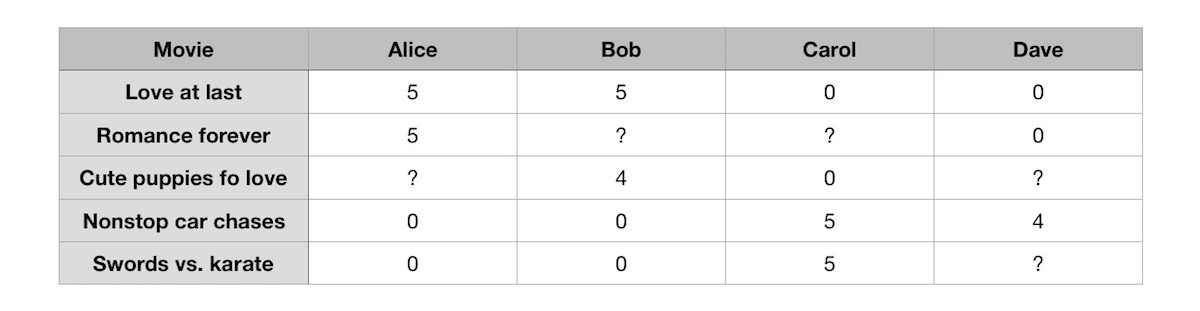 Movie Alice Bob Carol Dave
Love at last 5 5 0 0
Romance forever 5 ? ? 0
Cute puppies fo love ? 4 0 ?
Nonstop car chases 0 0 5 4
Swords vs. karate 0 0 5 ?